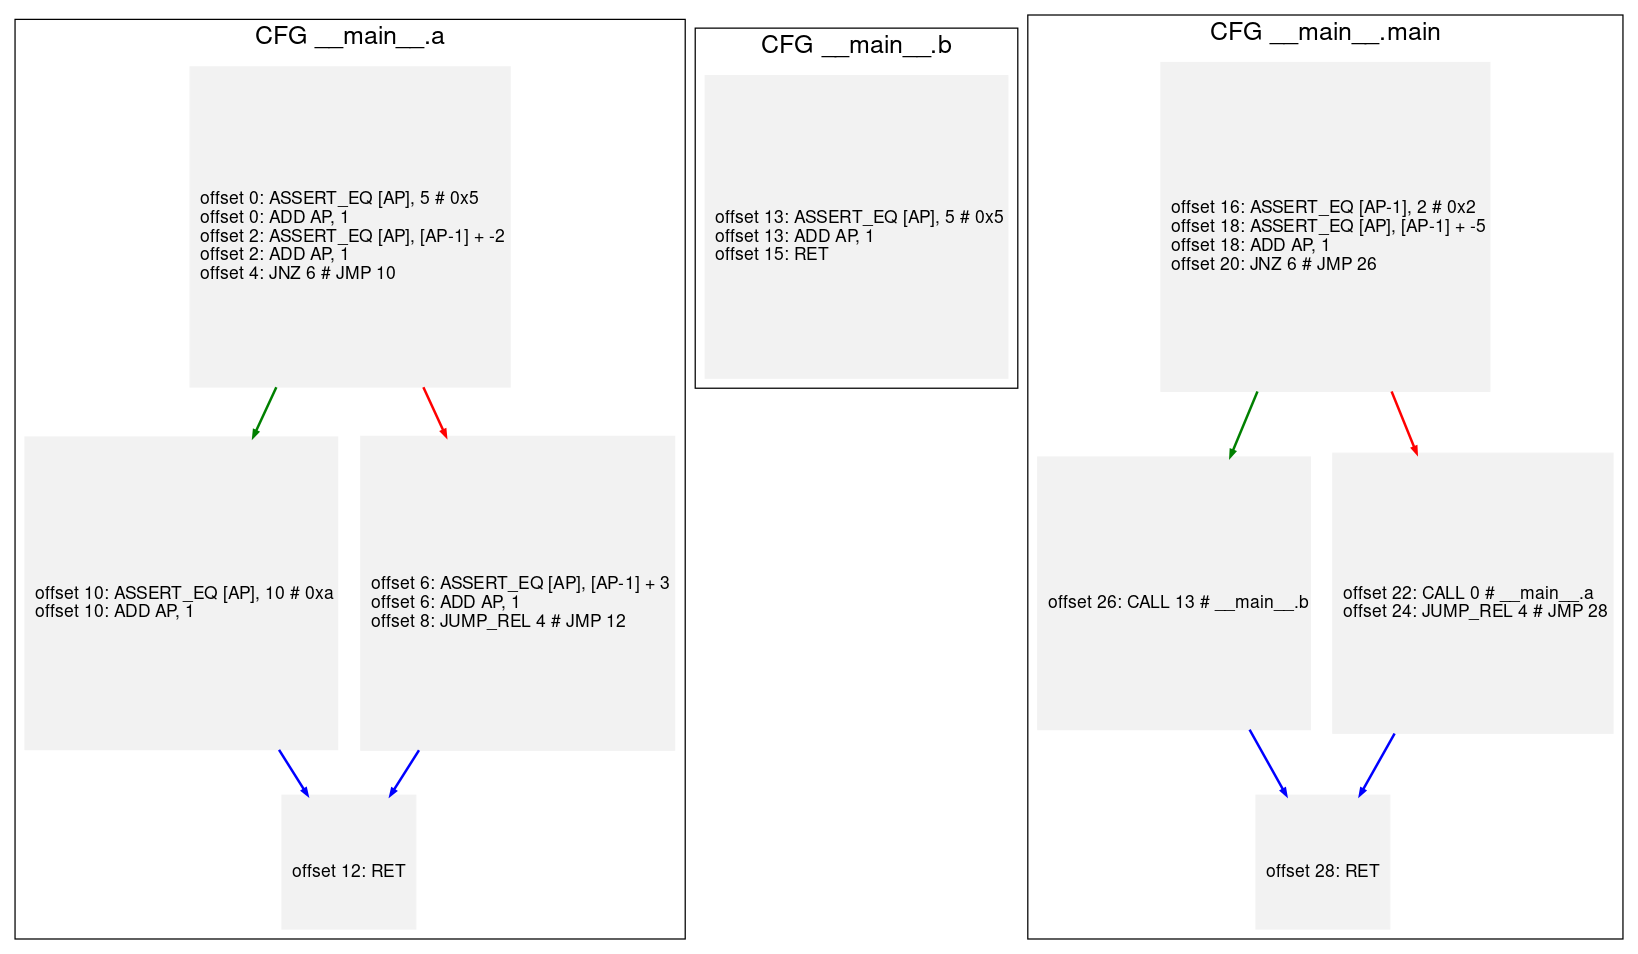 CFG __main__.a
offset 0: ASSERT_EQ [AP], 5 # 0x5
offset 0: ADD AP, 1
offset 2: ASSERT_EQ [AP], [AP-1] + -2
offset 2: ADD AP, 1
offset 4: JNZ 6 # JMP 10
offset 10: ASSERT_EQ [AP], 10 # 0xa
offset 10: ADD AP, 1
offset 6: ASSERT_EQ [AP], [AP-1] + 3
offset 6: ADD AP, 1
offset 8: JUMP_REL 4 # JMP 12
offset 12: RET
CFG __main__.b
offset 13: ASSERT_EQ [AP], 5 # 0x5
offset 13: ADD AP, 1
offset 15: RET
CFG __main__.main
offset 16: ASSERT_EQ [AP-1], 2 # 0x2
offset 18: ASSERT_EQ [AP], [AP-1] + -5
offset 18: ADD AP, 1
offset 20: JNZ 6 # JMP 26
offset 26: CALL 13 # __main__.b
offset 22: CALL 0 # __main__.a
offset 24: JUMP_REL 4 # JMP 28
offset 28: RET